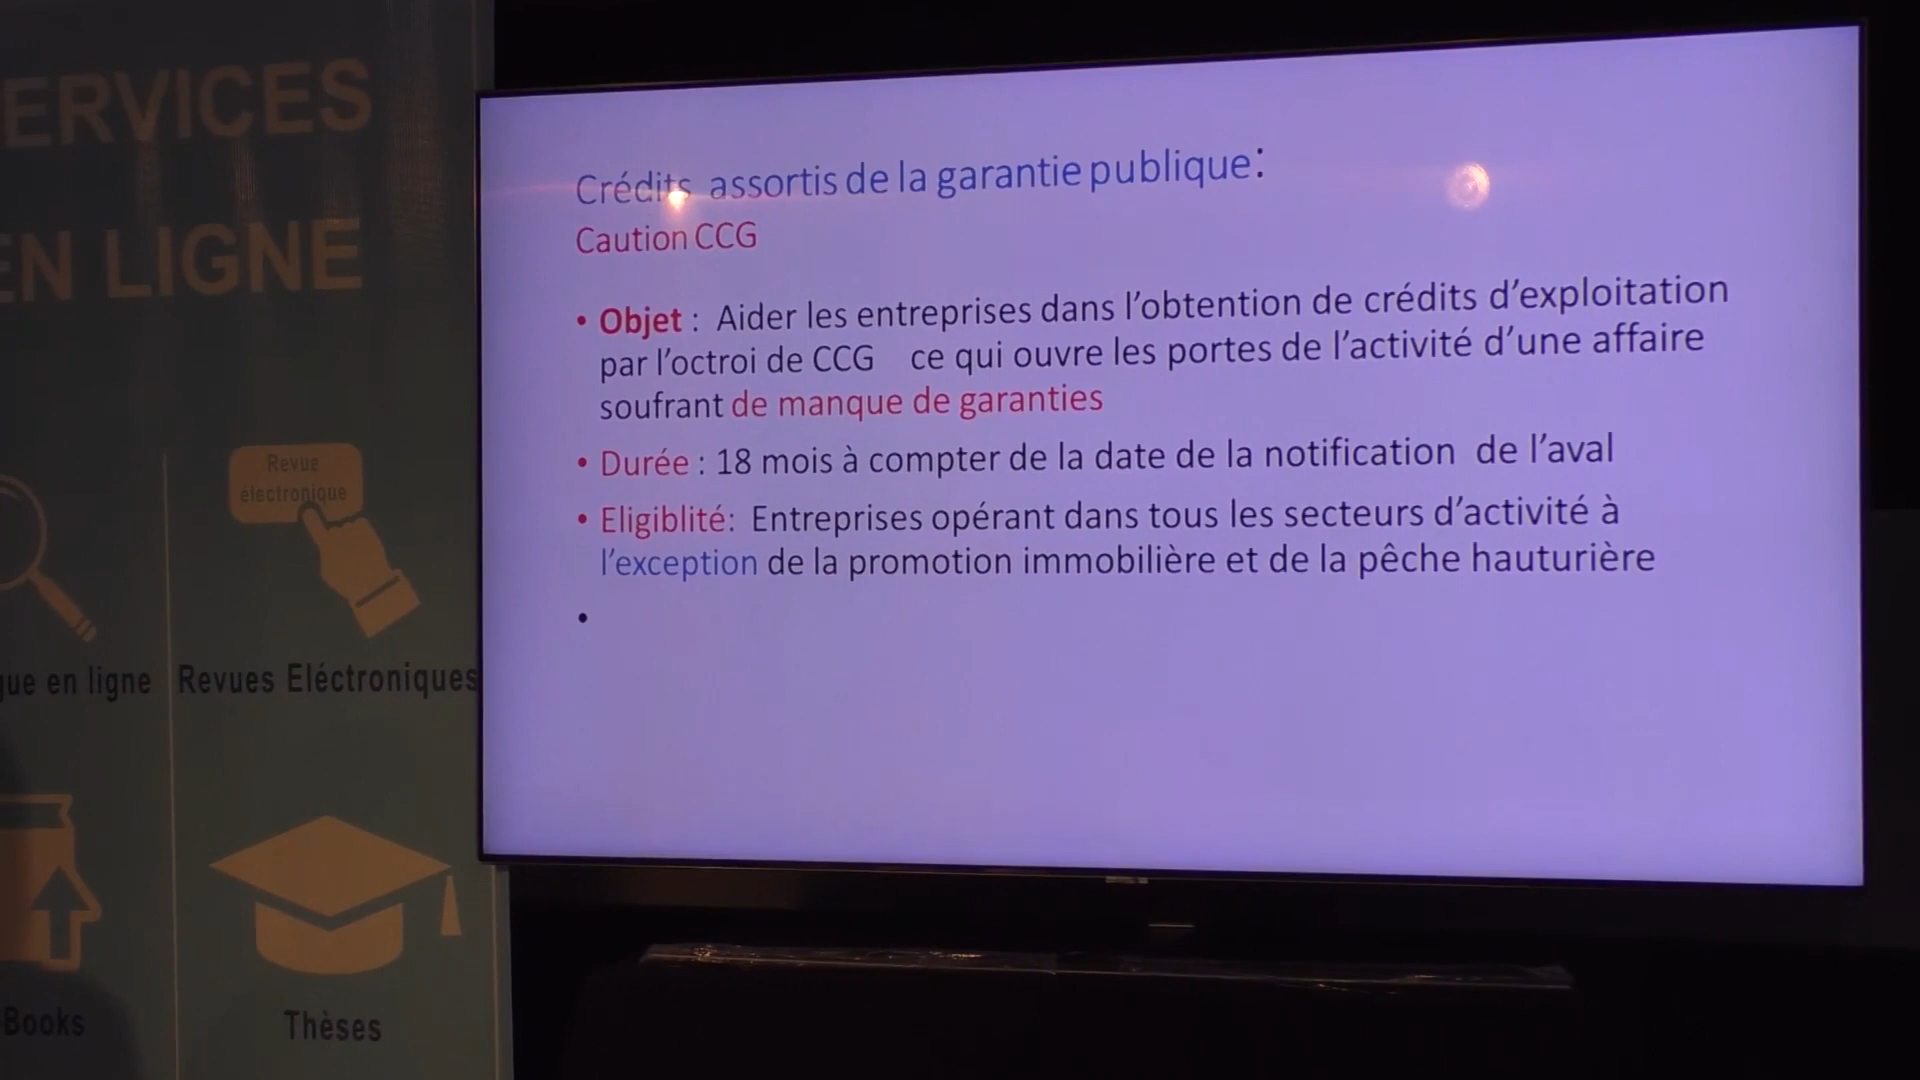 ERVICES
EN LIGNE
Revue
électronique
gue en ligne
Revues Eléctroniques
Books
Thèses
Crédits assortis de la garantie publique:
Caution CCG
• Objet : Aider les entreprises dans l’obtention de crédits d’exploitation
par l’octroi de CCG ce qui ouvre les portes de l’activité d’une affaire
soufrant de manque de garanties
• Durée : 18 mois à compter de la date de la notification de l’aval
• Eligiblité: Entreprises opérant dans tous les secteurs d’activité à
l’exception de la promotion immobilière et de la pêche hauturière
•